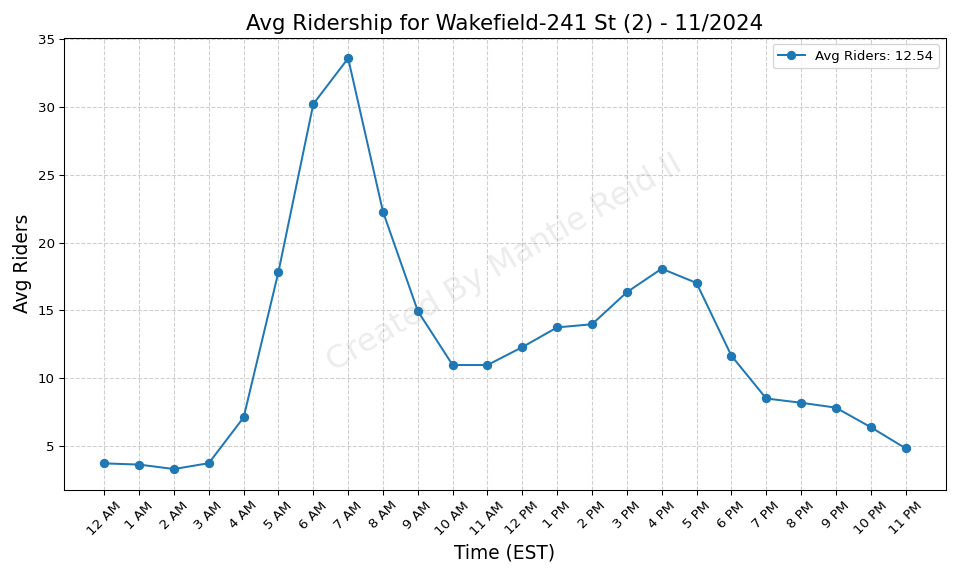 Avg Ridership for Wakefield-241 St (2) - 11/2024
Avg Riders: 12.54
Avg Riders
35
30
25
20
15
10
5
Created By Mantie Reid II
12 AM
1 AM
2 AM
3 AM
4 AM
5 AM
6 AM
7 AM
8 AM
9 AM
10 AM
11 AM
12 PM
1 PM
2 PM
3 PM
4 PM
5 PM
6 PM
7 PM
8 PM
9 PM
10 PM
11 PM
Time (EST)